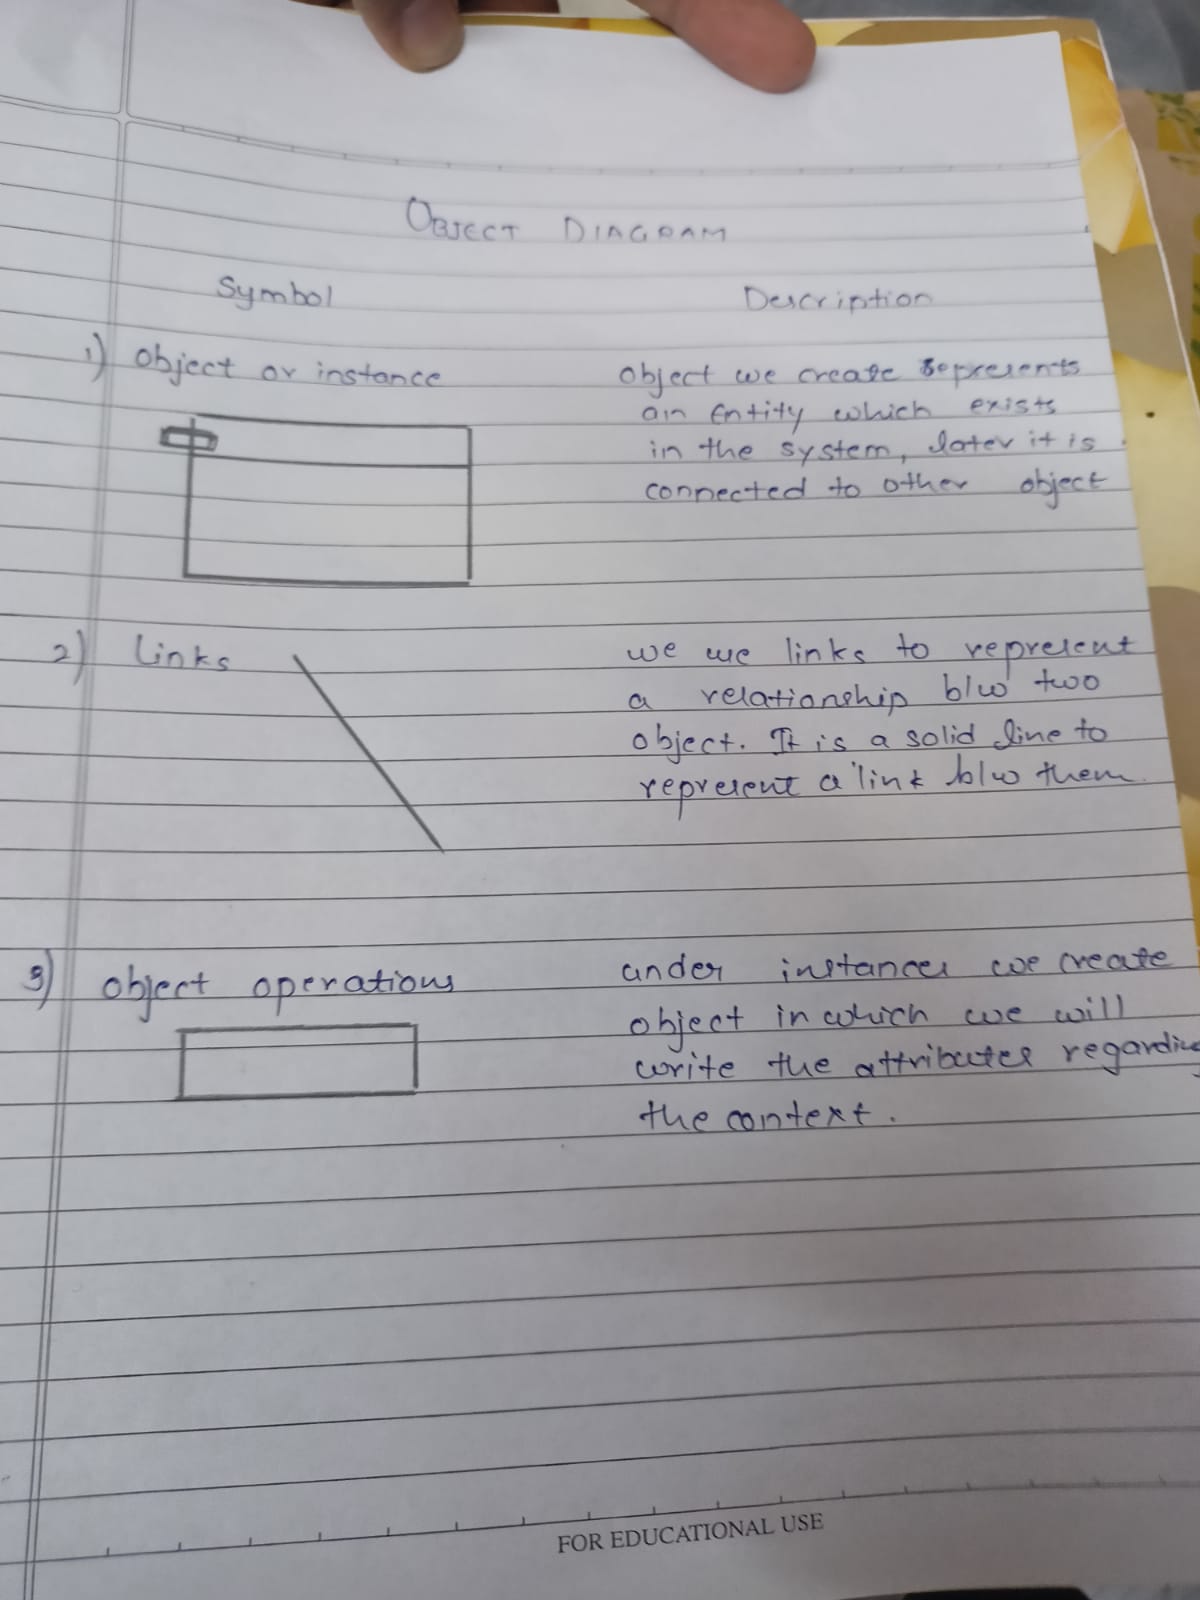 OBJECT DIAGRAM
Symbol Description
1) object or instance
object we create represents
an Entity which exists
in the system, later it is
connected to other object
2) Links
we use links to represent
a relationship b/w two
object. It is a solid line to
represent a link b/w them.
3) object operations
under instances we create
object in which we will
write the attributes regarding
the context.
FOR EDUCATIONAL USE